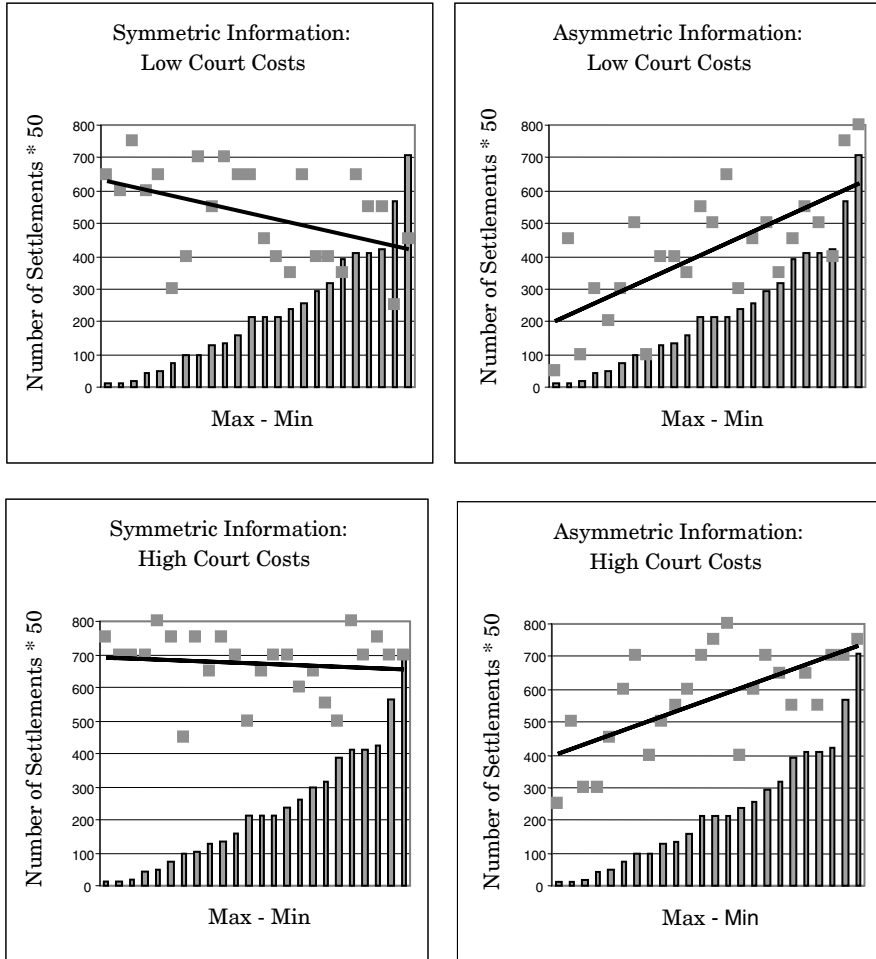 Symmetric Information:
Low Court Costs
Number of Settlements * 50
800
700
600
500
400
300
200
100
0
Max - Min
Asymmetric Information:
Low Court Costs
Number of Settlements * 50
800
700
600
500
400
300
200
100
0
Max - Min
Symmetric Information:
High Court Costs
Number of Settlements * 50
800
700
600
500
400
300
200
100
0
Max - Min
Asymmetric Information:
High Court Costs
Number of Settlements * 50
800
700
600
500
400
300
200
100
0
Max - Min